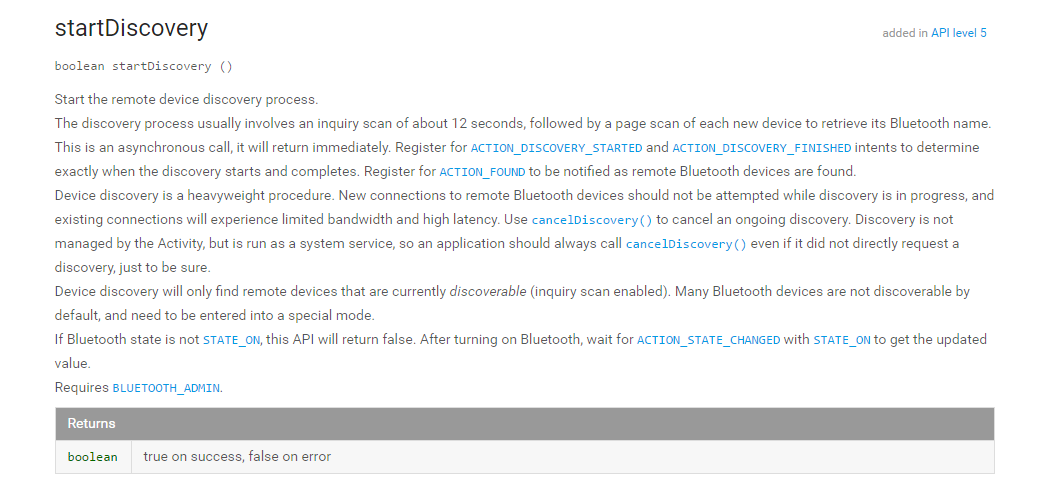 startDiscovery
added in API level 5
boolean startDiscovery ()
Start the remote device discovery process.
The discovery process usually involves an inquiry scan of about 12 seconds, followed by a page scan of each new device to retrieve its Bluetooth name.
This is an asynchronous call, it will return immediately. Register for ACTION_DISCOVERY_STARTED and ACTION_DISCOVERY_FINISHED intents to determine
exactly when the discovery starts and completes. Register for ACTION_FOUND to be notified as remote Bluetooth devices are found.
Device discovery is a heavyweight procedure. New connections to remote Bluetooth devices should not be attempted while discovery is in progress, and
existing connections will experience limited bandwidth and high latency. Use cancelDiscovery() to cancel an ongoing discovery. Discovery is not
managed by the Activity, but is run as a system service, so an application should always call cancelDiscovery() even if it did not directly request a
discovery, just to be sure.
Device discovery will only find remote devices that are currently discoverable (inquiry scan enabled). Many Bluetooth devices are not discoverable by
default, and need to be entered into a special mode.
If Bluetooth state is not STATE_ON, this API will return false. After turning on Bluetooth, wait for ACTION_STATE_CHANGED with STATE_ON to get the updated
value.
Requires BLUETOOTH_ADMIN.
Returns
boolean true on success, false on error